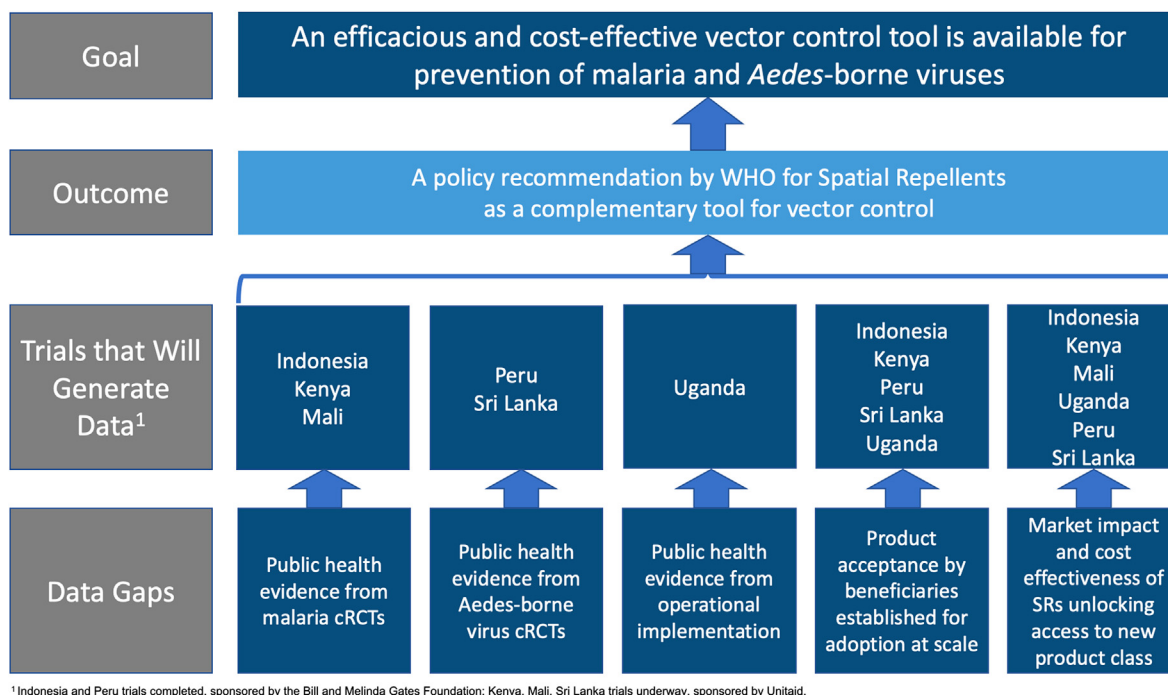 Goal
An efficacious and cost-effective vector control tool is available for
prevention of malaria and Aedes-borne viruses
Outcome
A policy recommendation by WHO for Spatial Repellents
as a complementary tool for vector control
Trials that Will
Generate
Data1
Indonesia
Kenya
Mali
Peru
Sri Lanka
Uganda
Indonesia
Kenya
Peru
Sri Lanka
Uganda
Indonesia
Kenya
Mali
Uganda
Peru
Sri Lanka
Data Gaps
Public health
evidence from
malaria cRCTs
Public health
evidence from
Aedes-borne
virus cRCTs
Public health
evidence from
operational
implementation
Product
acceptance by
beneficiaries
established for
adoption at scale
Market impact
and cost
effectiveness of
SRs unlocking
access to new
product class
1 Indonesia and Peru trials completed, sponsored by the Bill and Melinda Gates Foundation; Kenya, Mali, Sri Lanka trials underway, sponsored by Unitaid.